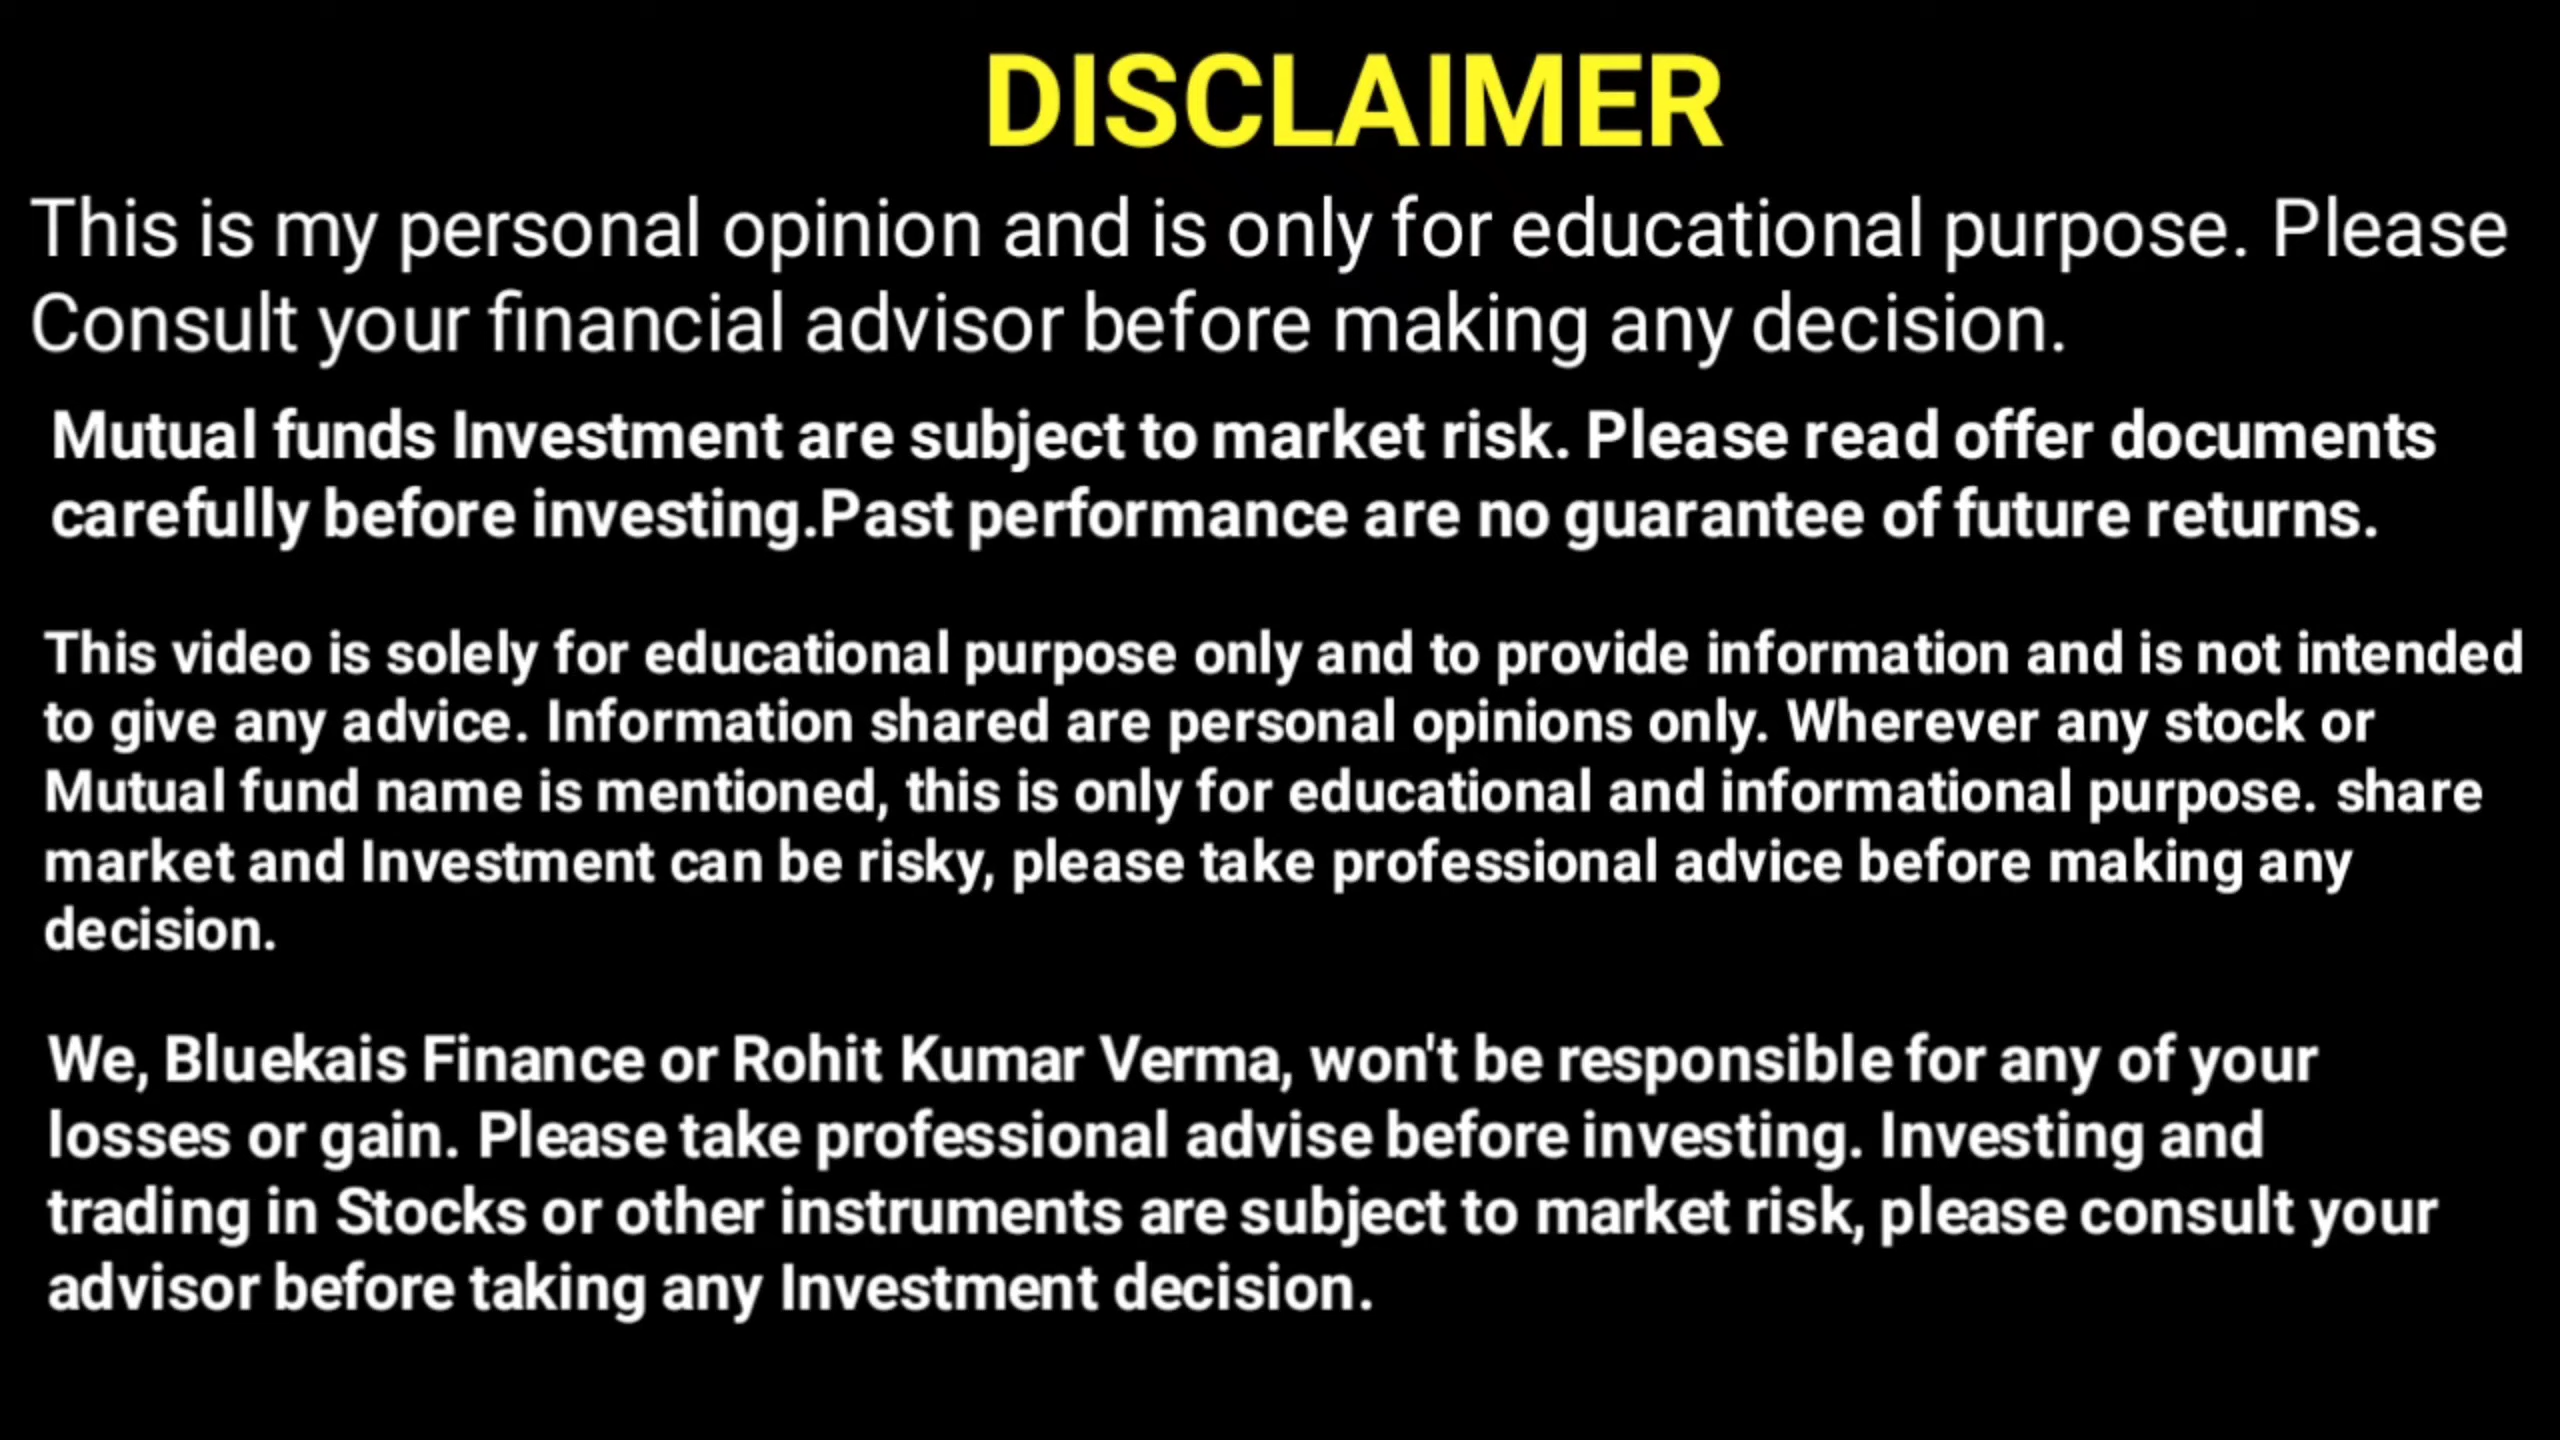 DISCLAIMER
This is my personal opinion and is only for educational purpose. Please
Consult your financial advisor before making any decision.
Mutual funds Investment are subject to market risk. Please read offer documents
carefully before investing.Past performance are no guarantee of future returns.
This video is solely for educational purpose only and to provide information and is not intended
to give any advice. Information shared are personal opinions only. Wherever any stock or
Mutual fund name is mentioned, this is only for educational and informational purpose. share
market and Investment can be risky, please take professional advice before making any
decision.
We, Bluekais Finance or Rohit Kumar Verma, won't be responsible for any of your
losses or gain. Please take professional advise before investing. Investing and
trading in Stocks or other instruments are subject to market risk, please consult your
advisor before taking any Investment decision.